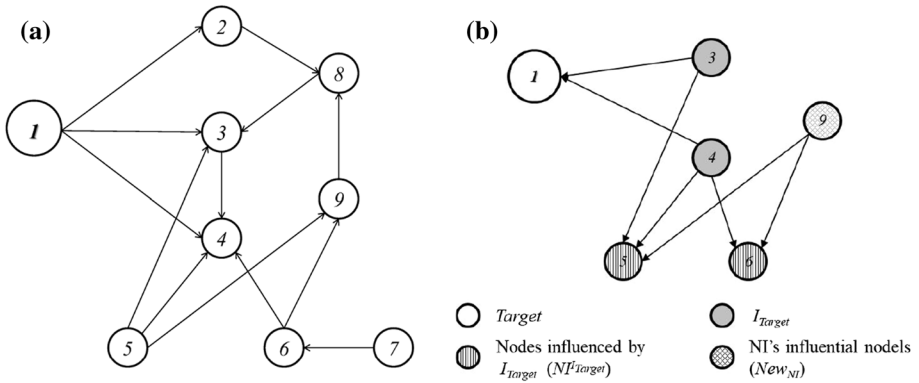 (a)
2
8
1
3
9
4
5
6
7
(b)
3
1
9
4
5
6
Target
I_Target
Nodes influenced by
I_Target (NI^I_Target)
NI's influential nodels
(New_NI)